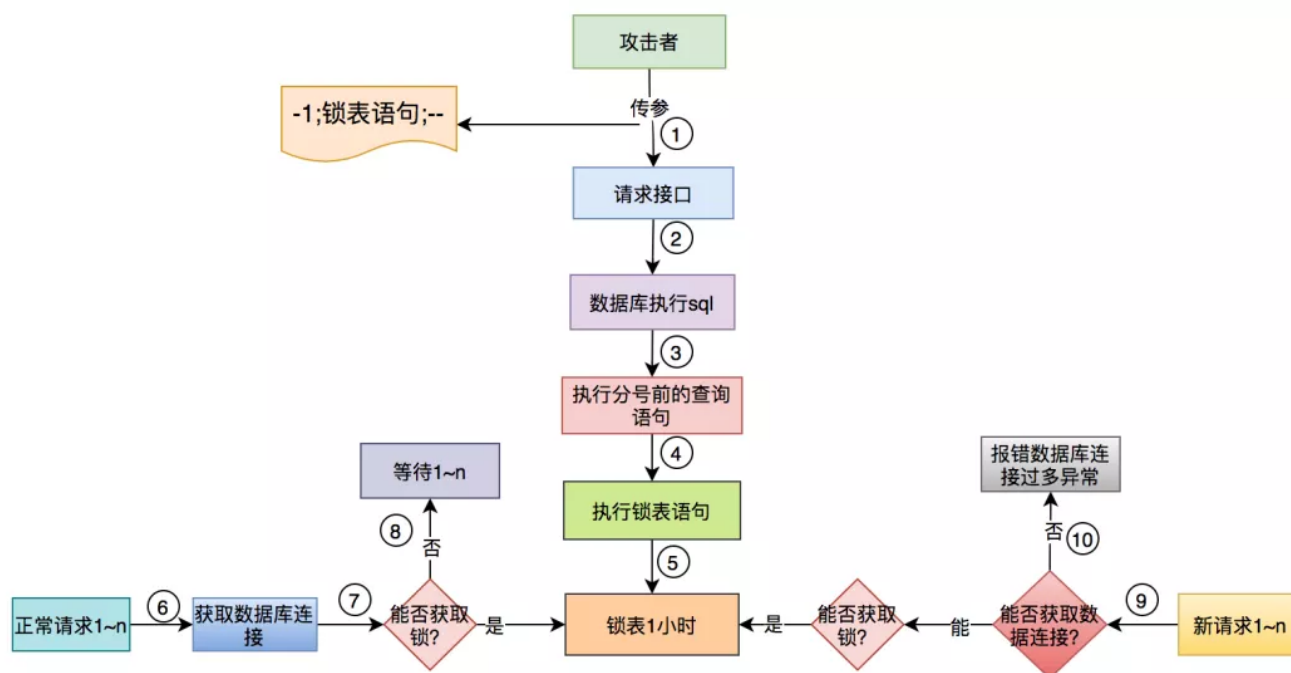 攻击者
传参
-1;锁表语句;--
①
请求接口
②
数据库执行sql
③
执行分号前的查询
语句
④
执行锁表语句
⑤
等待1~n
⑧
否
报错数据库连
接过多异常
否
⑩
正常请求1~n
⑥
获取数据库连
接
⑦
能否获取
锁?
是
锁表1小时
是
能否获取
锁?
能
能否获取数
据连接?
⑨
新请求1~n